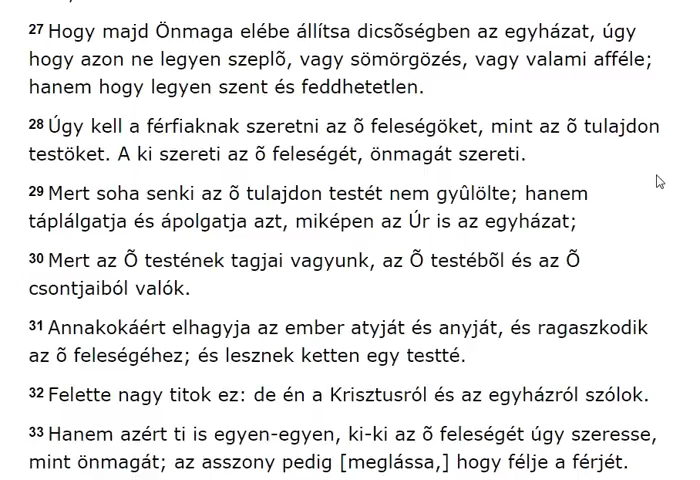 27 Hogy majd Önmaga elébe állítsa dicsõségben az egyházat, úgy
hogy azon ne legyen szeplõ, vagy sömörgözés, vagy valami afféle;
hanem hogy legyen szent és feddhetetlen.
28 Úgy kell a férfiaknak szeretni az õ feleségöket, mint az õ tulajdon
testöket. A ki szereti az õ feleségét, önmagát szereti.
29 Mert soha senki az õ tulajdon testét nem gyûlölte; hanem
táplálgatja és ápolgatja azt, miképen az Úr is az egyházat;
30 Mert az Õ testének tagjai vagyunk, az Õ testébõl és az Õ
csontjaiból valók.
31 Annakokáért elhagyja az ember atyját és anyját, és ragaszkodik
az õ feleségéhez; és lesznek ketten egy testté.
32 Felette nagy titok ez: de én a Krisztusról és az egyházról szólok.
33 Hanem azért ti is egyen-egyen, ki-ki az õ feleségét úgy szeresse,
mint önmagát; az asszony pedig [meglássa,] hogy félje a férjét.